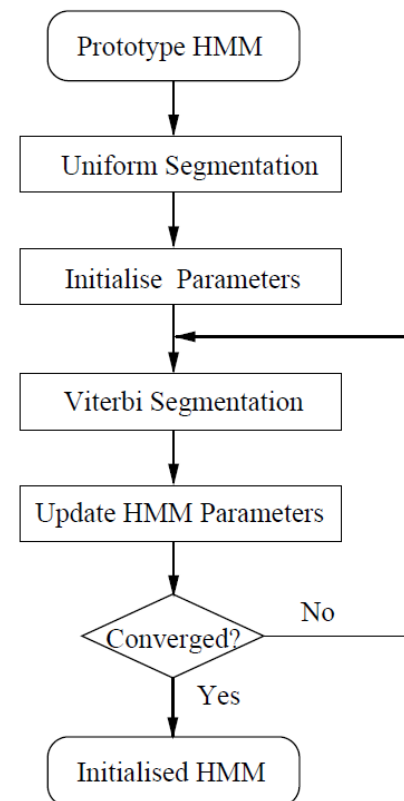 Prototype HMM
Uniform Segmentation
Initialise Parameters
Viterbi Segmentation
Update HMM Parameters
Converged?
No
Yes
Initialised HMM